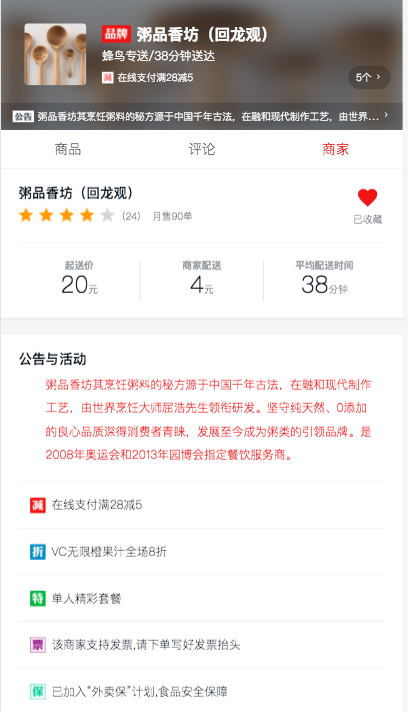 品牌 粥品香坊（回龙观）
蜂鸟专送/38分钟送达
减 在线支付满28减5
5个 >
公告 粥品香坊其烹饪粥料的秘方源于中国千年古法，在融和现代制作工艺，由世界... >
商品 评论 商家
粥品香坊（回龙观）
(24) 月售90单
已收藏
起送价 商家配送 平均配送时间
20元 4元 38分钟
公告与活动
粥品香坊其烹饪粥料的秘方源于中国千年古法，在融和现代制作
工艺，由世界烹饪大师屈浩先生领衔研发。坚守纯天然、0添加
的良心品质深得消费者青睐，发展至今成为粥类的引领品牌。是
2008年奥运会和2013年园博会指定餐饮服务商。
减 在线支付满28减5
折 VC无限橙果汁全场8折
特 单人精彩套餐
票 该商家支持发票,请下单写好发票抬头
保 已加入“外卖保”计划,食品安全保障